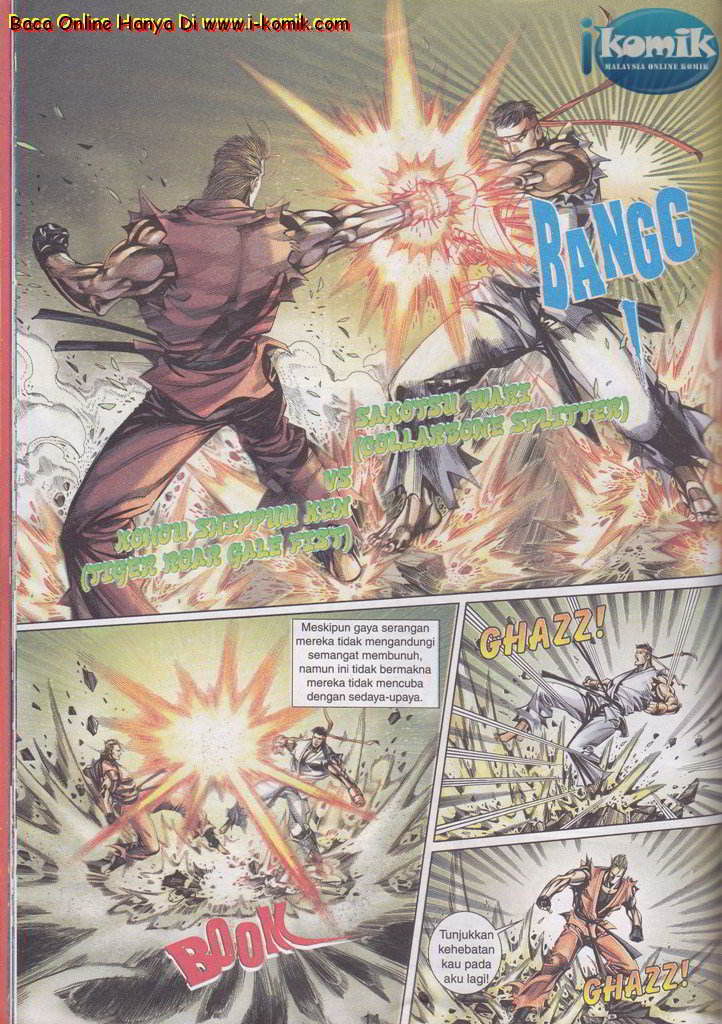 Baca Online Hanya Di www.i-komik.com
ikomik
MALAYSIA ONLINE KOMIK
BANGG
!
SAKOTSU WARI
(COLLARBONE SPLITTER)
VS
KOHOU SHIPPUU KEN
(TIGER ROAR GALE FIST)
Meskipun gaya serangan
mereka tidak mengandungi
semangat membunuh,
namun ini tidak bermakna
mereka tidak mencuba
dengan sedaya-upaya.
GHAZZ!
BOOM
Tunjukkan
kehebatan
kau pada
aku lagi!
GHAZZ!